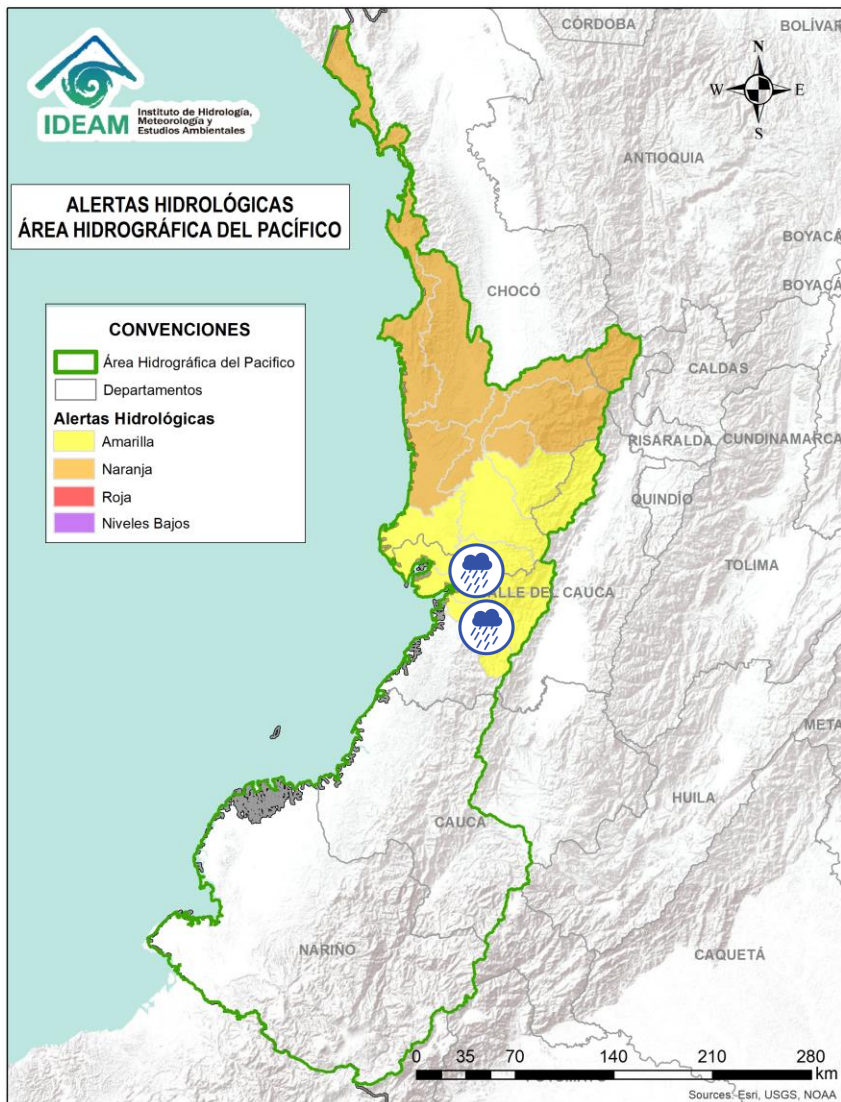 CÓRDOBA
BOLÍVAR
N
W
E
S
IDEAM
Instituto de Hidrología,
Meteorología y
Estudios Ambientales
ANTIOQUIA
ALERTAS HIDROLÓGICAS
ÁREA HIDROGRÁFICA DEL PACÍFICO
BOYACÁ
BOYACÁ
CHOCÓ
CONVENCIONES
Área Hidrográfica del Pacifico
Departamentos
Alertas Hidrológicas
Amarilla
Naranja
Roja
Niveles Bajos
CALDAS
RISARALDA
CUNDINAMARCA
QUINDÍO
TOLIMA
ALLE DEL CAUCA
META
HUILA
CAUCA
NARIÑO
CAQUETÁ
0 35 70 140 210 280
km
Sources: Esri, USGS, NOAA